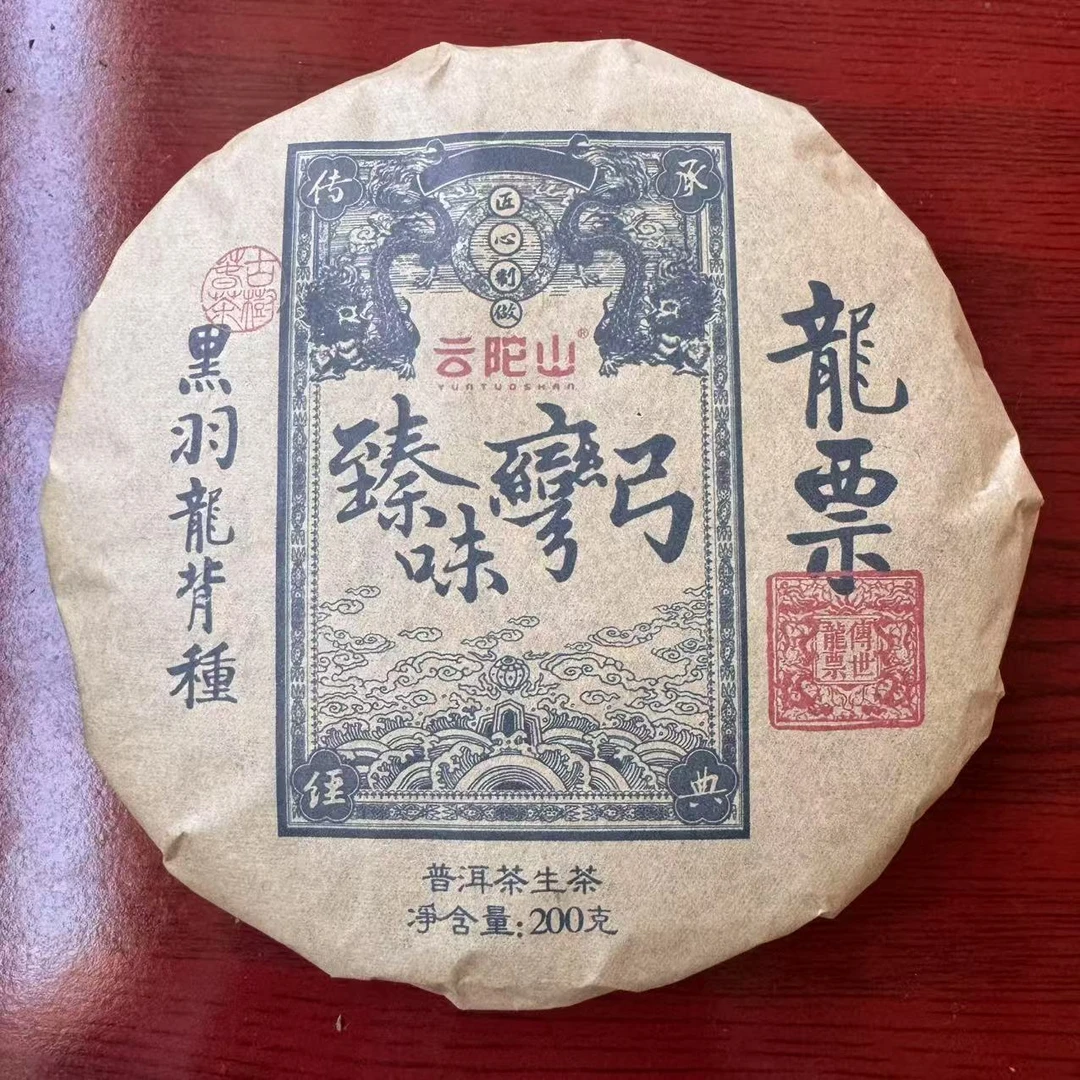 传承
匠心制做
云陀山®
YUNTUOSHAN
臻味彎弓
经典
龍票
傳世
龍票
古樹
茗茶
黑羽龍背種
普洱茶生茶
淨含量:200克